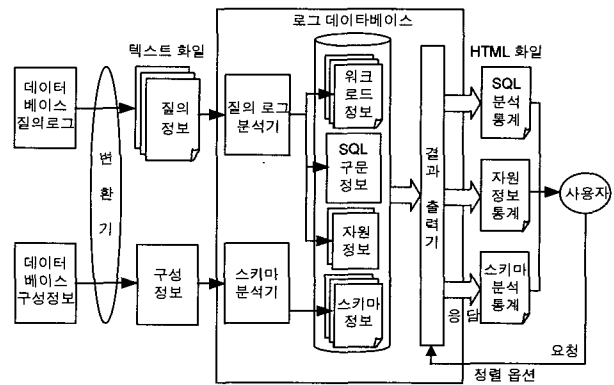 로그 데이타베이스
텍스트 화일
HTML 화일
데이터
베이스
질의로그
변
환
기
질의
정보
질의 로그
분석기
워크
로드
정보
SQL
구문
정보
자원
정보
결
과
출
력
기
SQL
분석
통계
자원
정보
통계
사용자
데이터
베이스
구성정보
구성
정보
스키마
분석기
스키마
정보
스키마
분석
통계
응 답
요청
정렬 옵션